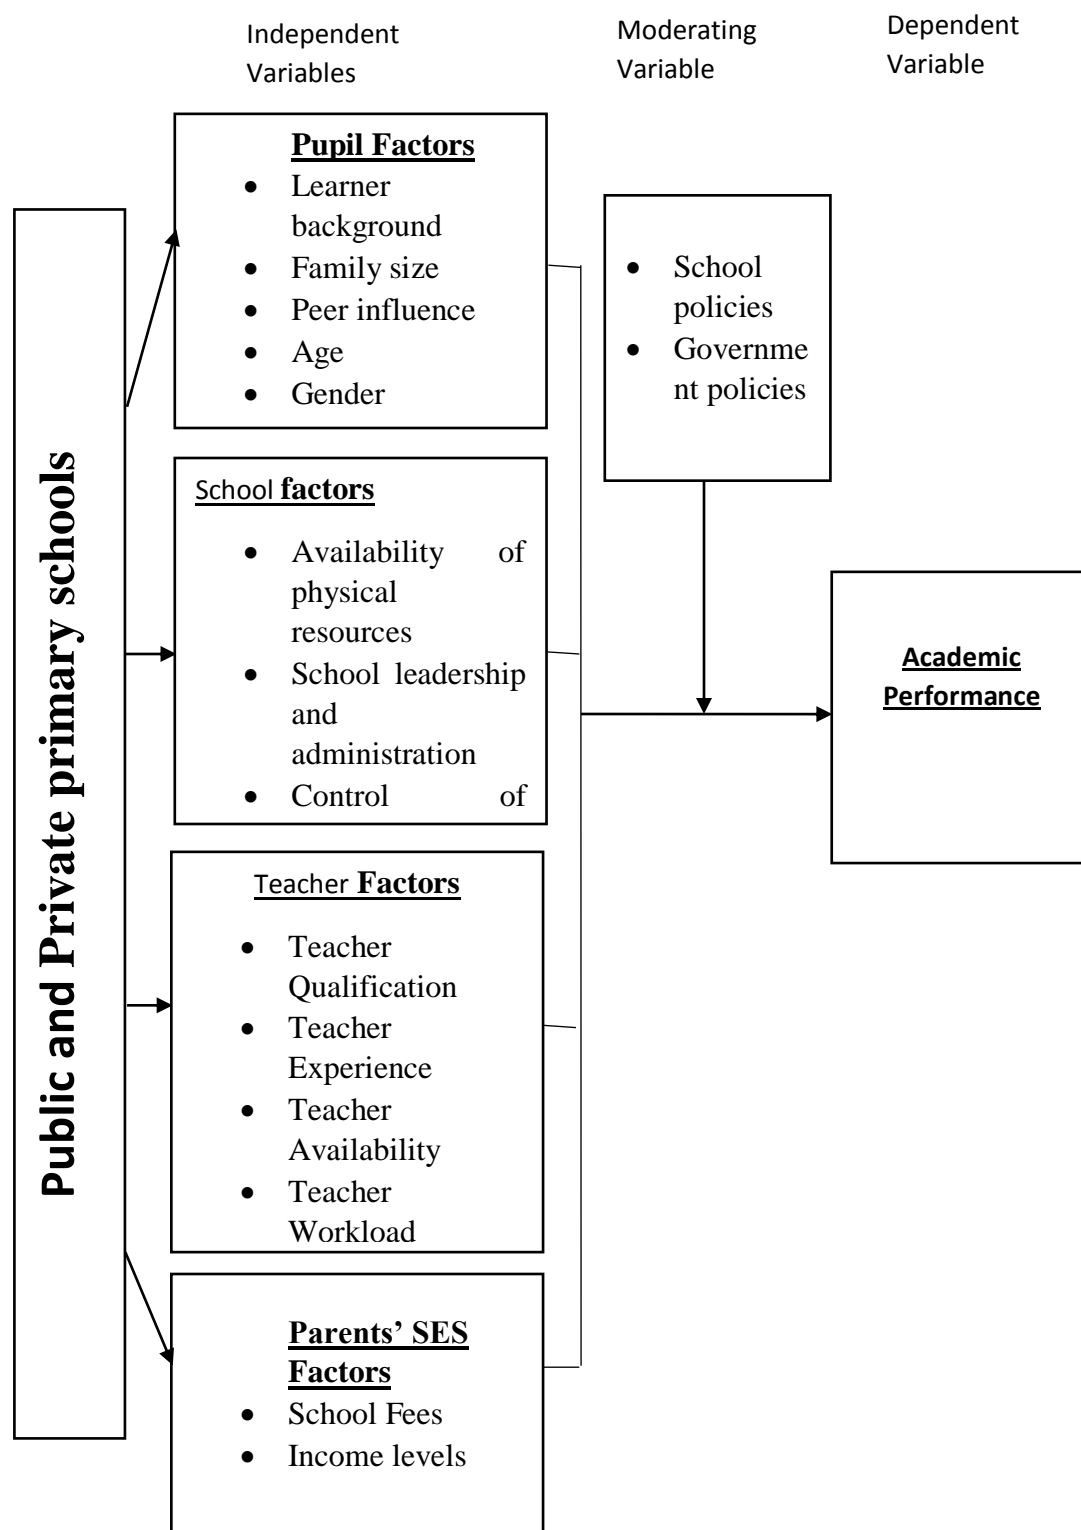 Independent
Variables
Moderating
Variable
Dependent
Variable
Public and Private primary schools
Pupil Factors
• Learner
background
• Family size
• Peer influence
• Age
• Gender
School factors
• Availability of
physical
resources
• School leadership
and
administration
• Control of
Teacher Factors
• Teacher
Qualification
• Teacher
Experience
• Teacher
Availability
• Teacher
Workload
Parents’ SES
Factors
• School Fees
• Income levels
• School
policies
• Governme
nt policies
Academic
Performance